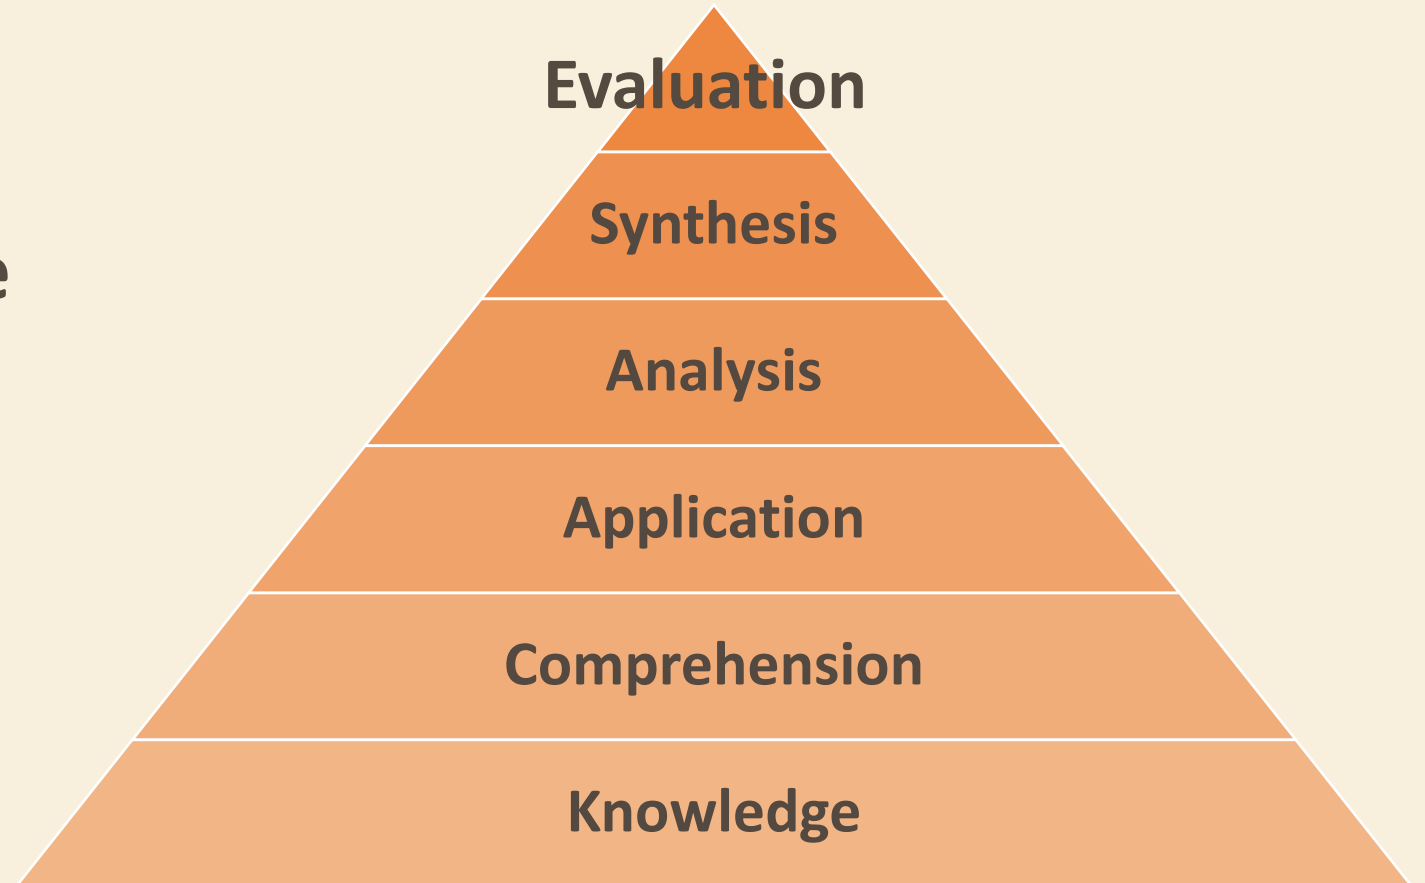 Evaluation
Synthesis
Analysis
Application
Comprehension
Knowledge